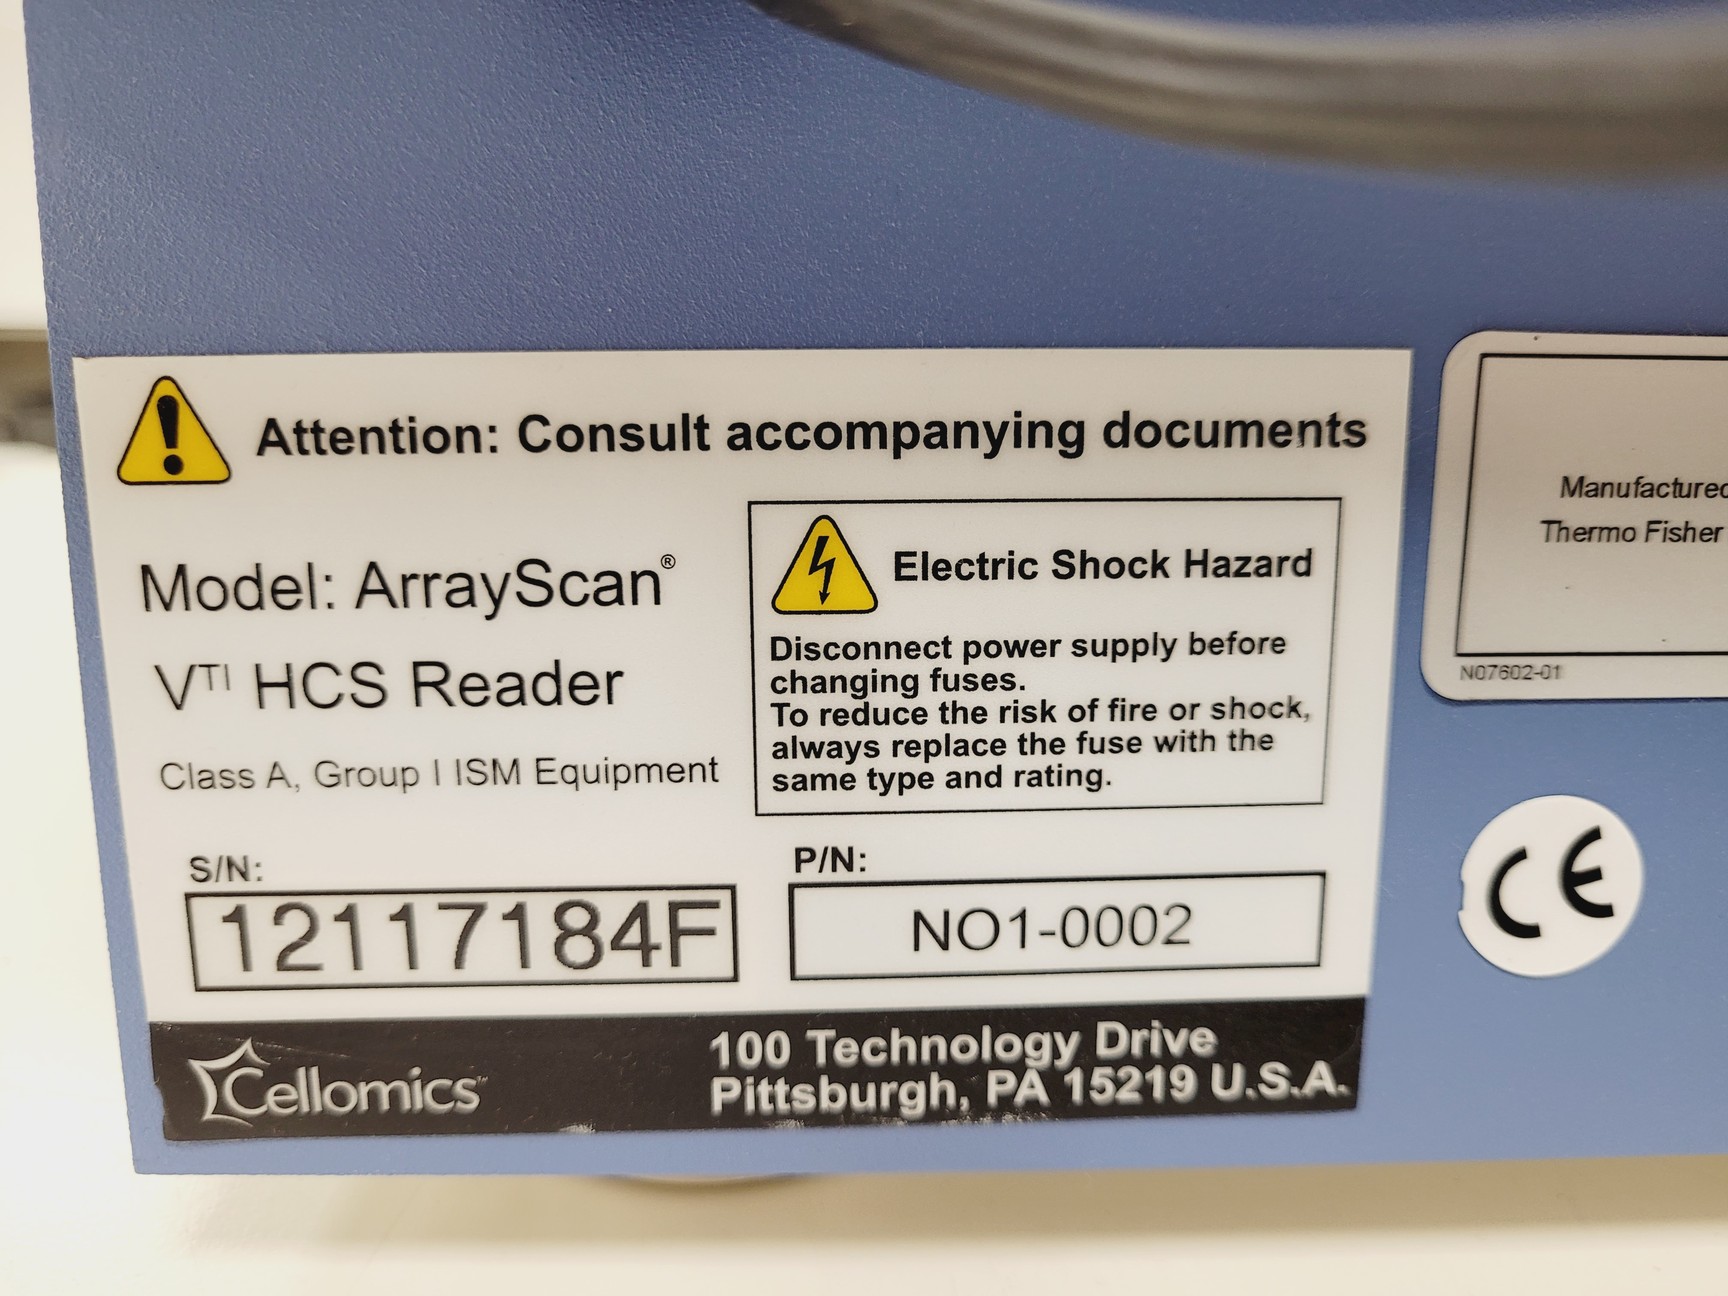 Attention: Consult accompanying documents
Model: ArrayScan®
VTI HCS Reader
Class A, Group I ISM Equipment
Electric Shock Hazard
Disconnect power supply before
changing fuses.
To reduce the risk of fire or shock,
always replace the fuse with the
same type and rating.
S/N:
12117184F
P/N:
NO1-0002
Cellomics™
100 Technology Drive
Pittsburgh, PA 15219 U.S.A.
Manufactured
Thermo Fisher
N07602-01
CE